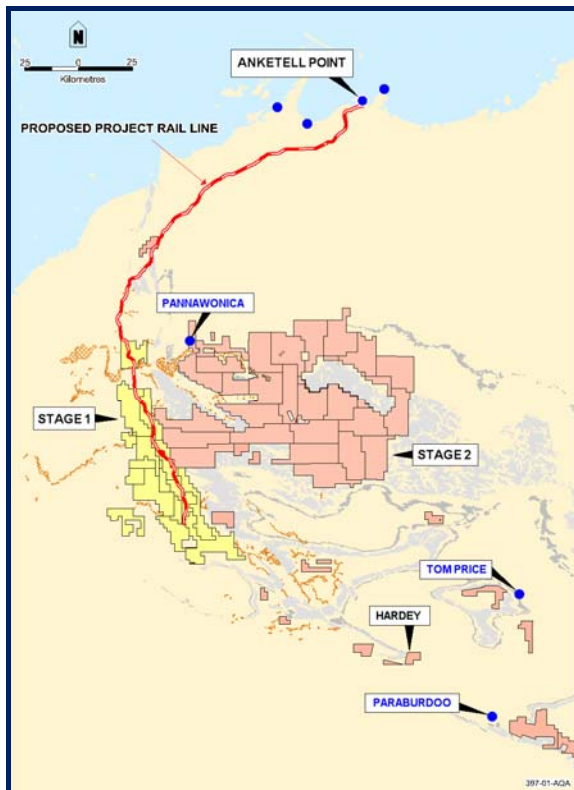 N
25 0 25
Kilometres
ANKETELL POINT
PROPOSED PROJECT RAIL LINE
PANNAWONICA
STAGE 1
STAGE 2
TOM PRICE
HARDEY
PARABURDOO
397-01-AQA